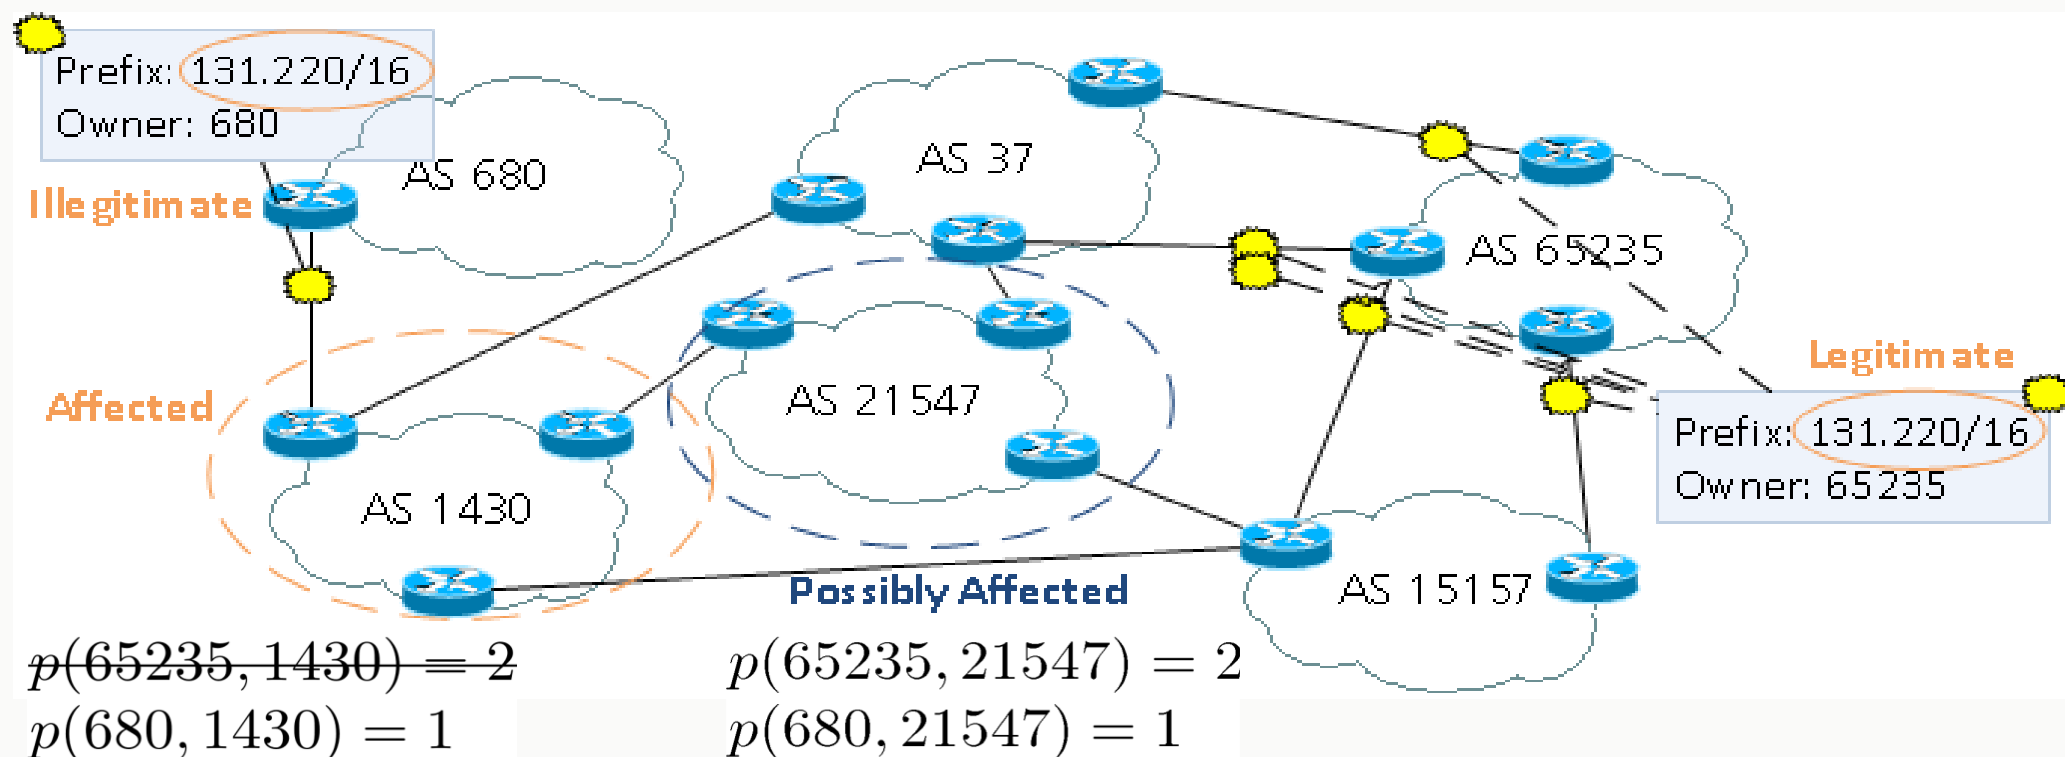 Prefix: 131.220/16
Owner: 680
AS 680
Illegitimate
AS 37
AS 65235
Legitimate
Prefix: 131.220/16
Owner: 65235
Affected
AS 21547
AS 1430
Possibly Affected
AS 15157
p(65235, 1430) = 2
p(680, 1430) = 1
p(65235, 21547) = 2
p(680, 21547) = 1